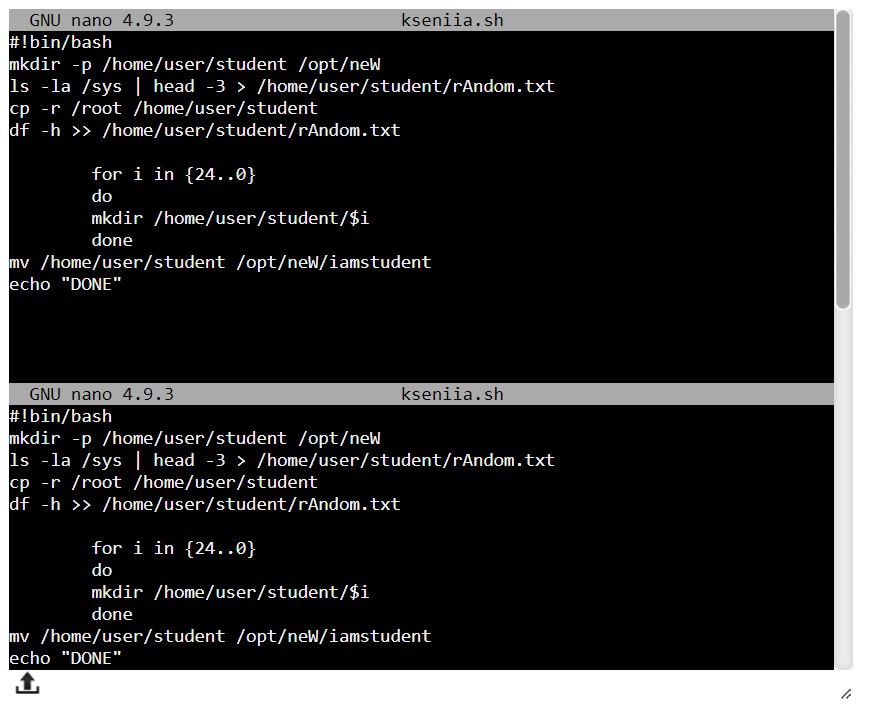 GNU nano 4.9.3 kseniia.sh
#!bin/bash
mkdir -p /home/user/student /opt/neW
ls -la /sys | head -3 > /home/user/student/rAndom.txt
cp -r /root /home/user/student
df -h >> /home/user/student/rAndom.txt
for i in {24..0}
do
mkdir /home/user/student/$i
done
mv /home/user/student /opt/neW/iamstudent
echo "DONE"
GNU nano 4.9.3 kseniia.sh
#!bin/bash
mkdir -p /home/user/student /opt/neW
ls -la /sys | head -3 > /home/user/student/rAndom.txt
cp -r /root /home/user/student
df -h >> /home/user/student/rAndom.txt
for i in {24..0}
do
mkdir /home/user/student/$i
done
mv /home/user/student /opt/neW/iamstudent
echo "DONE"